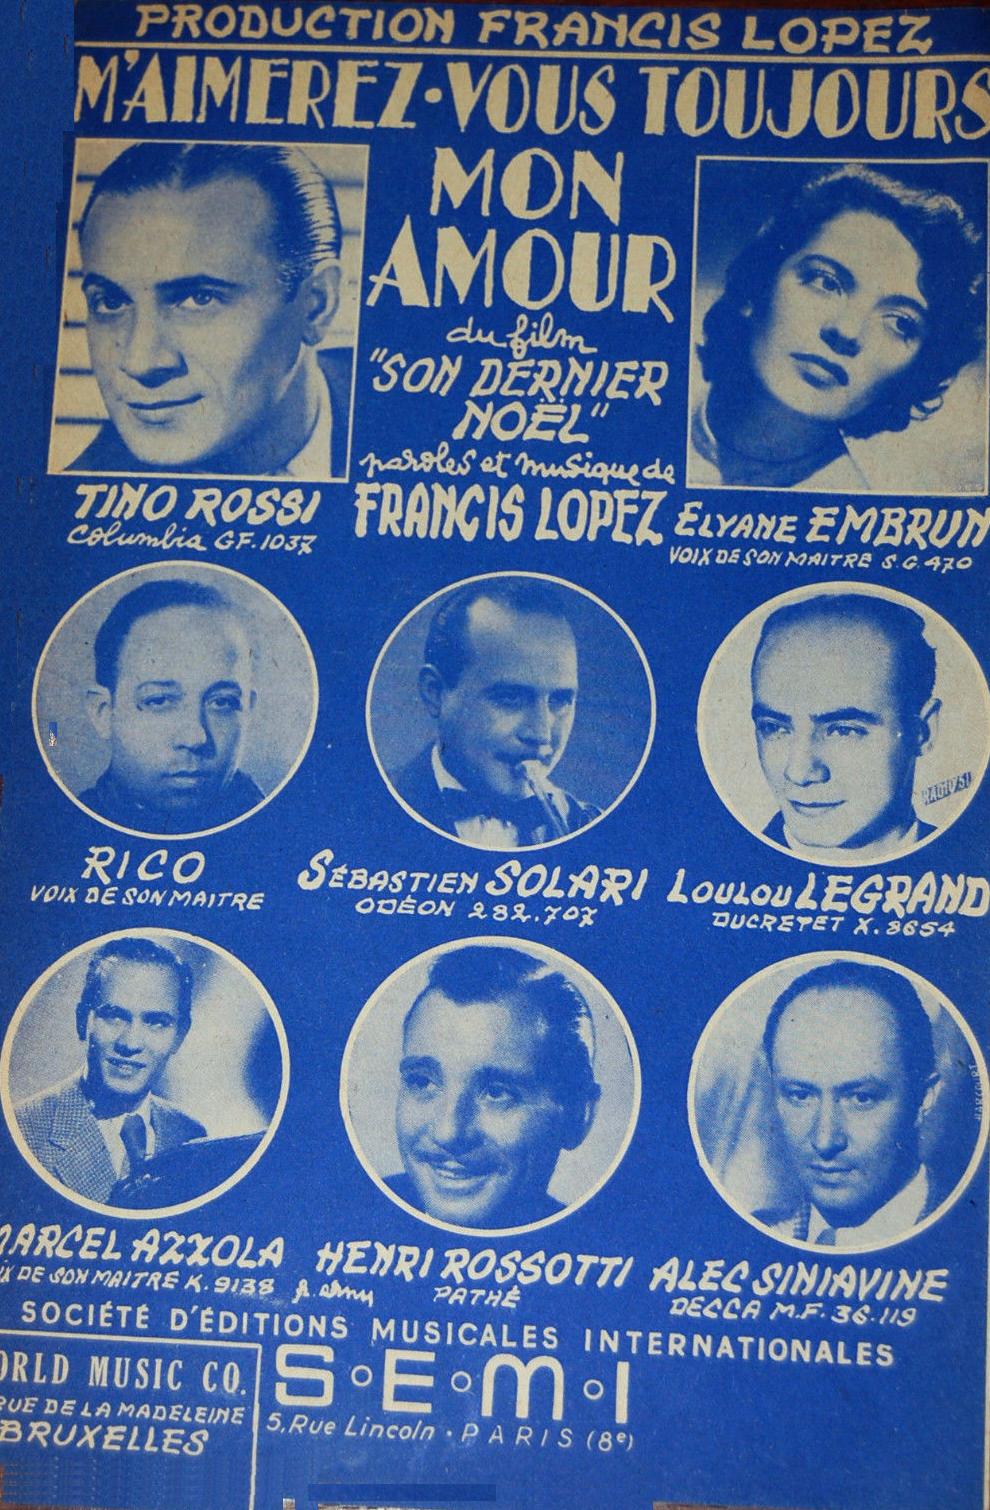 PRODUCTION FRANCIS LOPEZ
M'AIMEREZ-VOUS TOUJOURS
MON
AMOUR
du film
"SON DERNIER
NOËL"
paroles et musique de
FRANCIS LOPEZ
TINO ROSSI
Columbia GF.1037
ELYANE EMBRUN
VOIX DE SON MAITRE S.G.470
RADIO 51
RICO
VOIX DE SON MAITRE
SÉBASTIEN SOLARI
ODÉON 282.707
LOULOU LEGRAND
DUCRETET X.8654
HARCOURT
MARCEL AZZOLA
IX DE SON MAITRE K.9138
HENRI ROSSOTTI
PATHÉ
ALEC SINIAVINE
DECCA M.F.36.119
SOCIÉTÉ D'ÉDITIONS MUSICALES INTERNATIONALES
ORLD MUSIC CO.
RUE DE LA MADELEINE
BRUXELLES
S.E.M.I
5, Rue Lincoln . PARIS (8e)